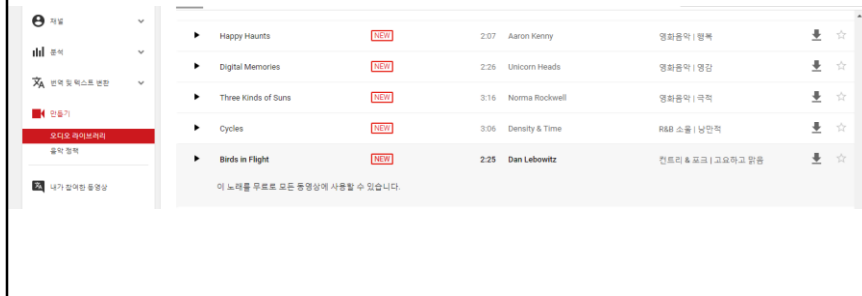 채널
분석
번역 및 텍스트 변환
만들기
오디오 라이브러리
음악 정책
내가 참여한 동영상
Happy Haunts NEW 2:07 Aaron Kenny 영화음악 | 행복
Digital Memories NEW 2:26 Unicorn Heads 영화음악 | 영감
Three Kinds of Suns NEW 3:16 Norma Rockwell 영화음악 | 극적
Cycles NEW 3:06 Density & Time R&B 소울 | 낭만적
Birds in Flight NEW 2:25 Dan Lebowitz 컨트리 & 포크 | 고요하고 맑음
이 노래를 무료로 모든 동영상에 사용할 수 있습니다.